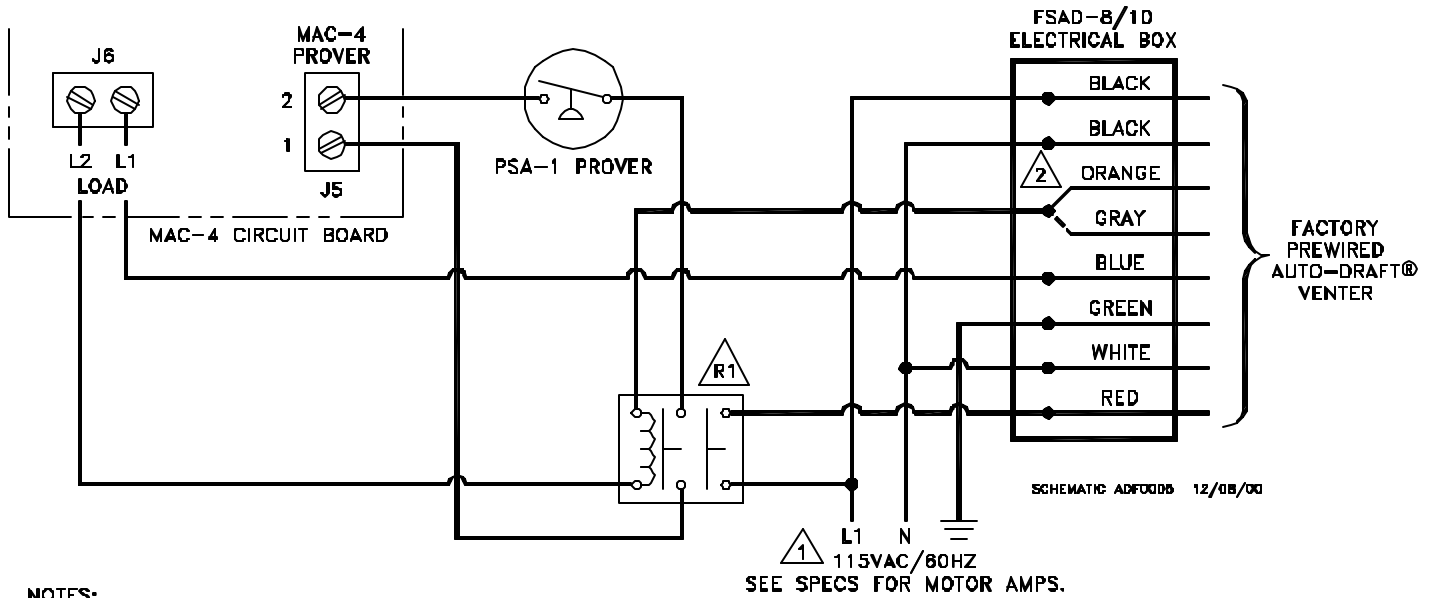 FSAD-8/10
ELECTRICAL BOX
J6
MAC-4
PROVER
2
1
J5
L2 L1
LOAD
MAC-4 CIRCUIT BOARD
PSA-1 PROVER
BLACK
BLACK
2
ORANGE
GRAY
BLUE
GREEN
WHITE
RED
FACTORY
PREWIRED
AUTO-DRAFT®
VENTER
R1
SCHEMATIC 12/08/00
1
L1 N
115VAC/60HZ
SEE SPECS FOR MOTOR AMPS.
NOTES: